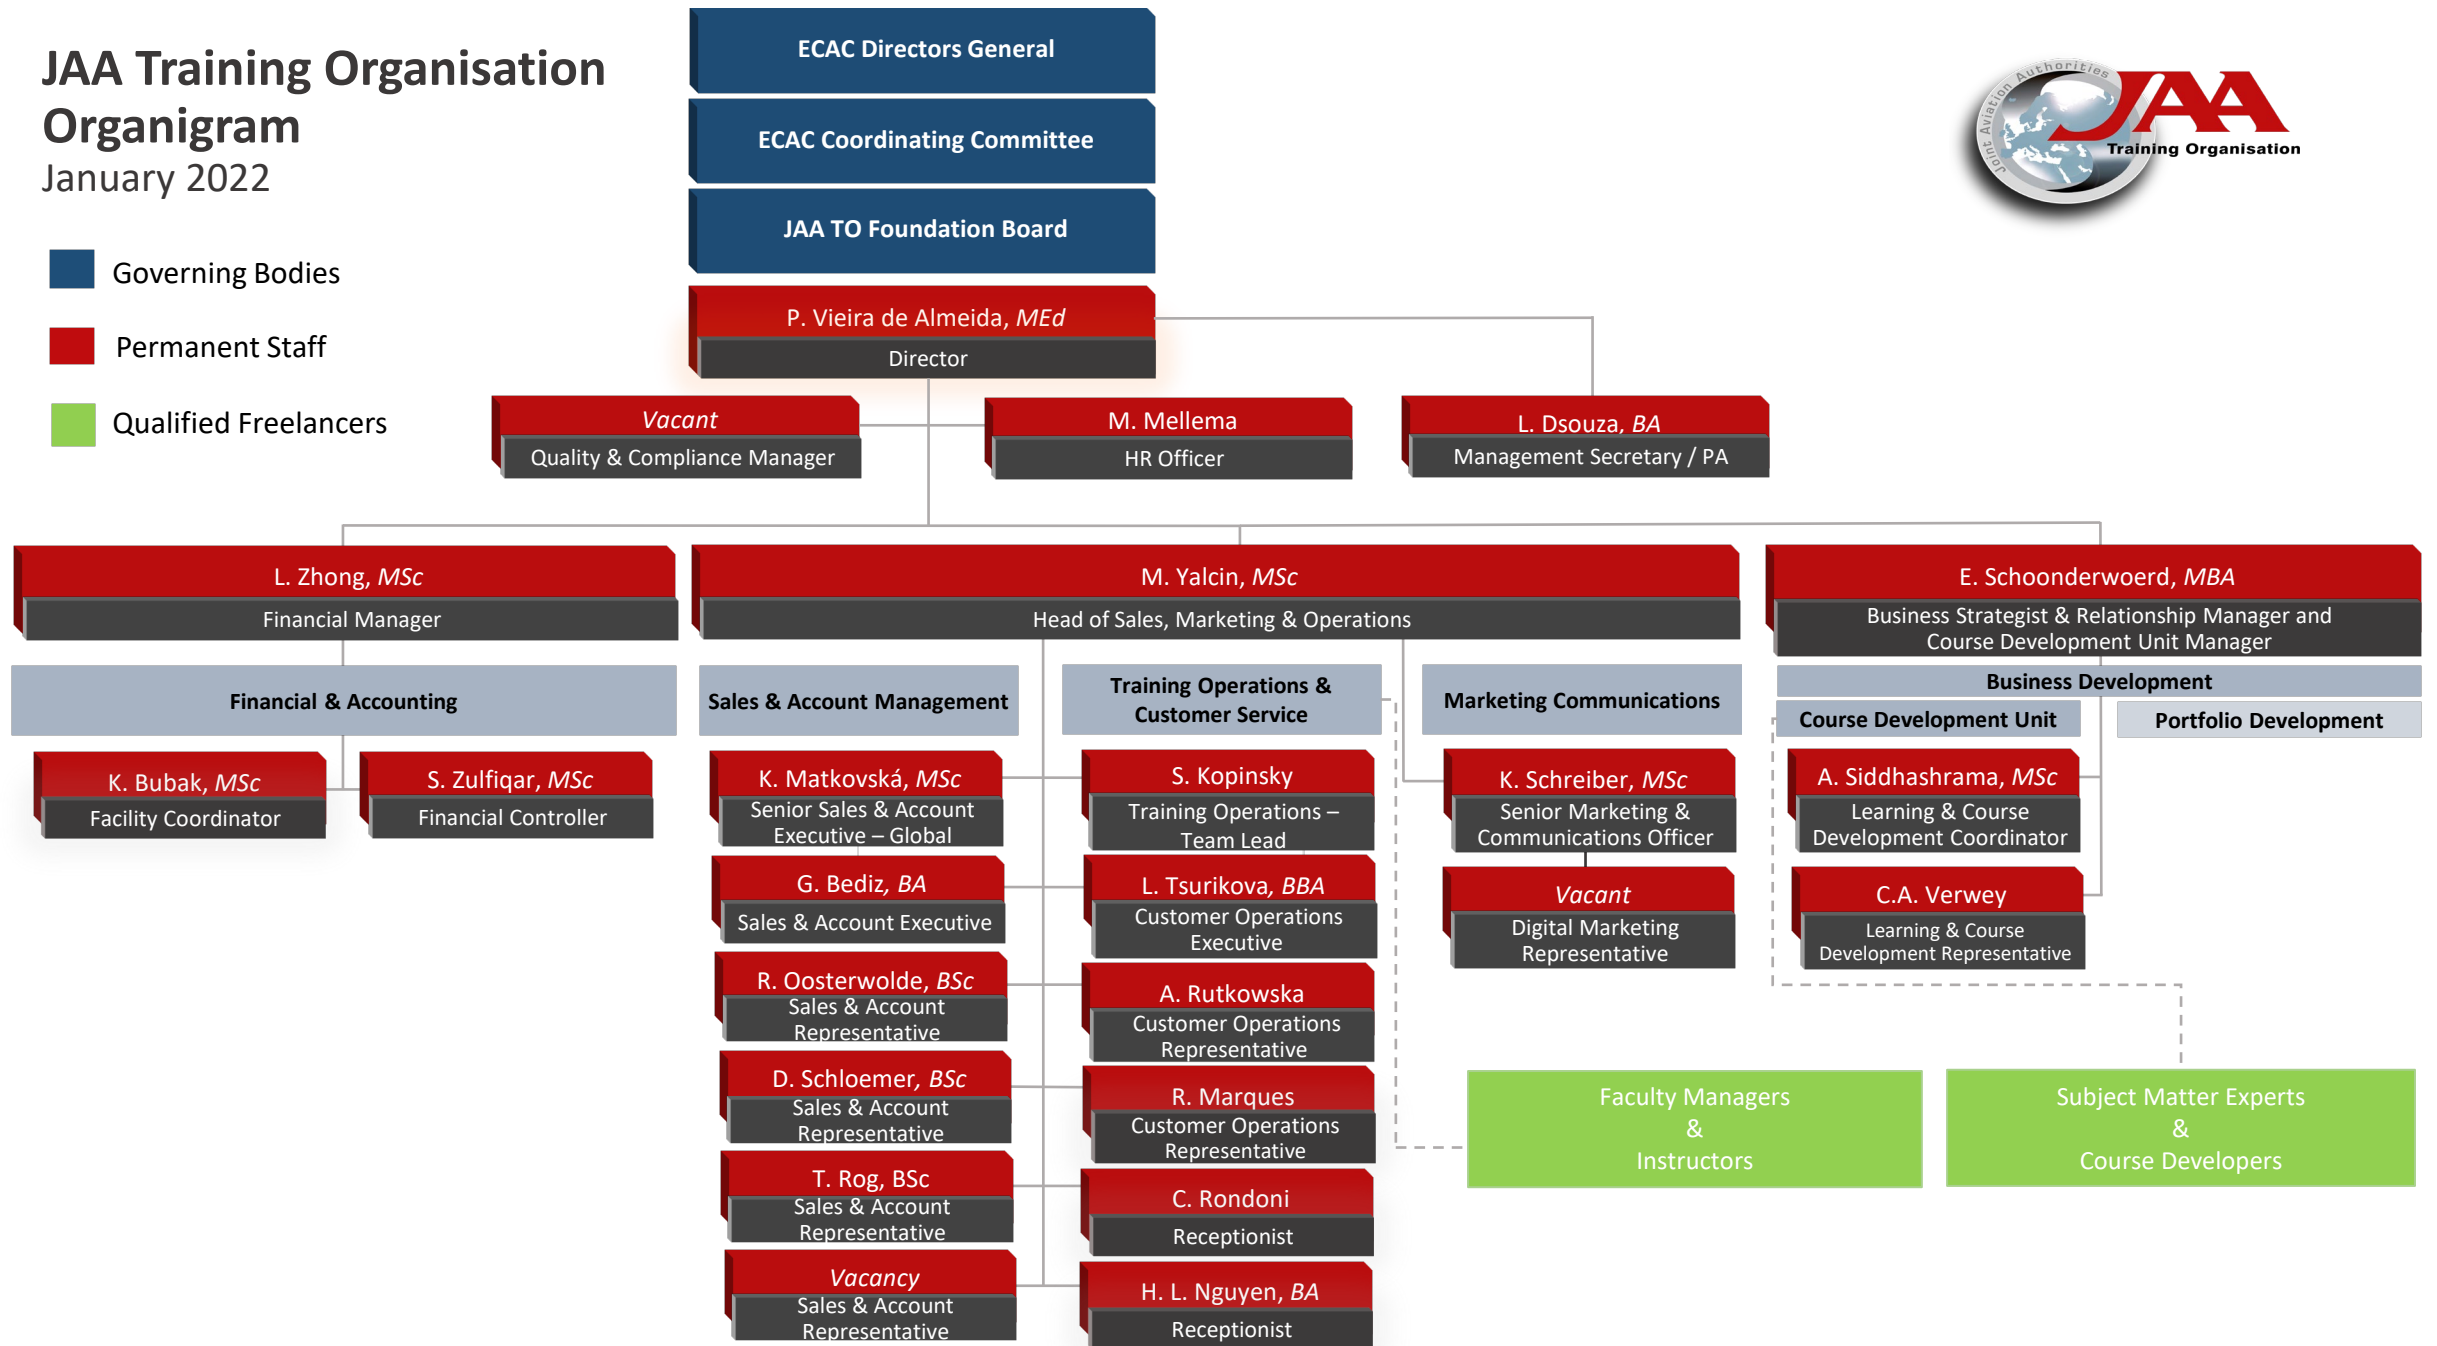 JAA Training Organisation
Organigram
January 2022
Governing Bodies
Permanent Staff
Qualified Freelancers
ECAC Directors General
ECAC Coordinating Committee
JAA TO Foundation Board
Joint Aviation Authorities
JAA
Training Organisation
P. Vieira de Almeida, MEd
Director
Vacant
Quality & Compliance Manager
M. Mellema
HR Officer
L. Dsouza, BA
Management Secretary / PA
L. Zhong, MSc
Financial Manager
M. Yalcin, MSc
Head of Sales, Marketing & Operations
E. Schoonderwoerd, MBA
Business Strategist & Relationship Manager and
Course Development Unit Manager
Financial & Accounting
K. Bubak, MSc
Facility Coordinator
S. Zulfiqar, MSc
Financial Controller
Sales & Account Management
K. Matkovská, MSc
Senior Sales & Account
Executive – Global
G. Bediz, BA
Sales & Account Executive
R. Oosterwolde, BSc
Sales & Account
Representative
D. Schloemer, BSc
Sales & Account
Representative
T. Rog, BSc
Sales & Account
Representative
Vacancy
Sales & Account
Representative
Training Operations &
Customer Service
S. Kopinsky
Training Operations –
Team Lead
L. Tsurikova, BBA
Customer Operations
Executive
A. Rutkowska
Customer Operations
Representative
R. Marques
Customer Operations
Representative
C. Rondoni
Receptionist
H. L. Nguyen, BA
Receptionist
Marketing Communications
K. Schreiber, MSc
Senior Marketing &
Communications Officer
Vacant
Digital Marketing
Representative
Business Development
Course Development Unit
Portfolio Development
A. Siddhashrama, MSc
Learning & Course
Development Coordinator
C.A. Verwey
Learning & Course
Development Representative
Faculty Managers
&
Instructors
Subject Matter Experts
&
Course Developers